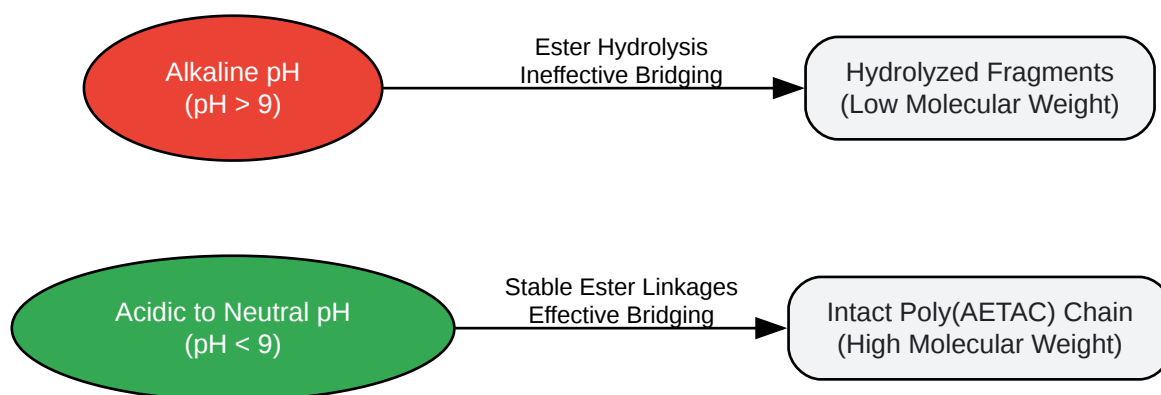 Alkaline pH
(pH > 9)
Ester Hydrolysis
Ineffective Bridging
Hydrolyzed Fragments
(Low Molecular Weight)
Acidic to Neutral pH
(pH < 9)
Stable Ester Linkages
Effective Bridging
Intact Poly(AETAC) Chain
(High Molecular Weight)